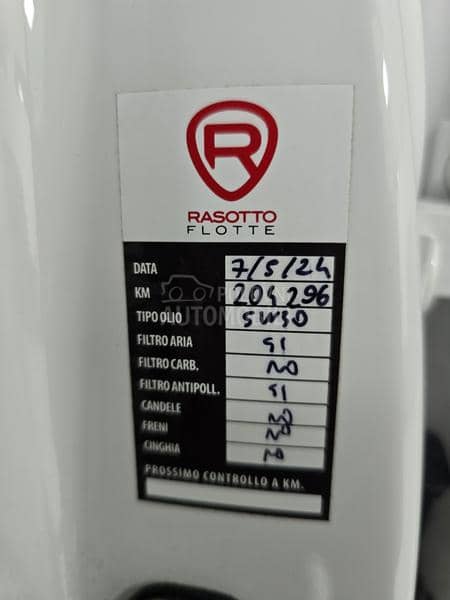 R
RASOTTO
FLOTTE
DATA 7/5/24
KM 204296
TIPO OLIO 5W30
FILTRO ARIA SI
FILTRO CARB. NO
FILTRO ANTIPOLL. SI
CANDELE NO
FRENI NO
CINGHIA NO
PROSSIMO CONTROLLO A KM.